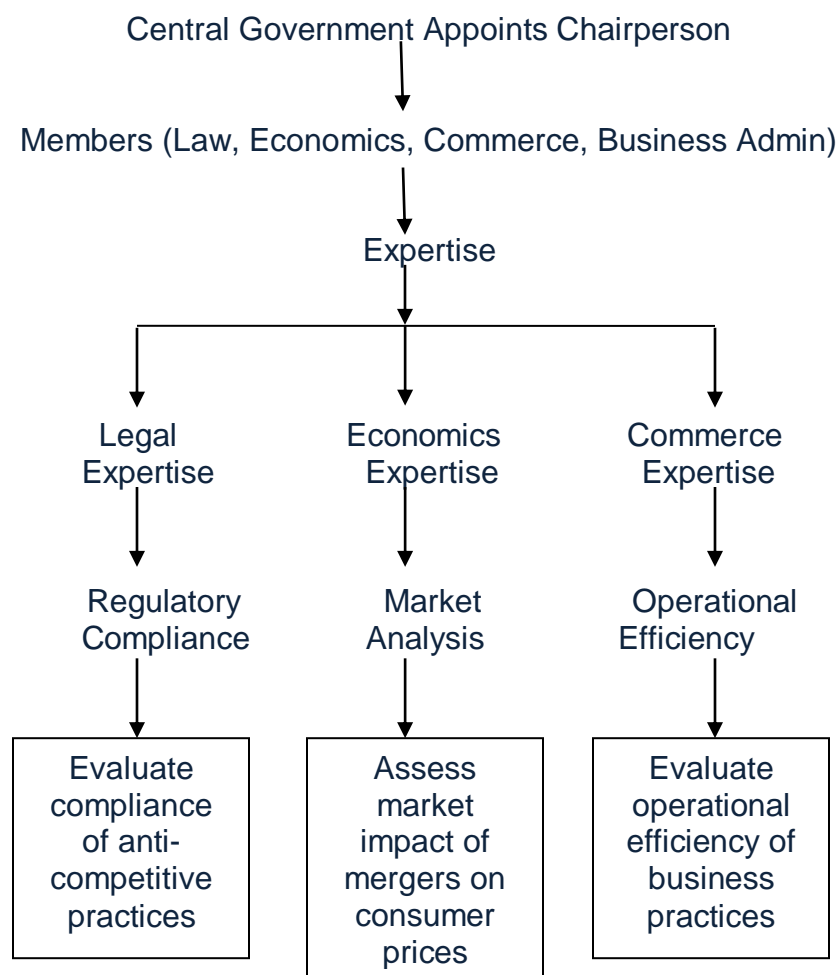 Central Government Appoints Chairperson
Members (Law, Economics, Commerce, Business Admin)
Expertise
Legal
Expertise
Economics
Expertise
Commerce
Expertise
Regulatory
Compliance
Market
Analysis
Operational
Efficiency
Evaluate
compliance
of anti-
competitive
practices
Assess
market
impact of
mergers on
consumer
prices
Evaluate
operational
efficiency of
business
practices